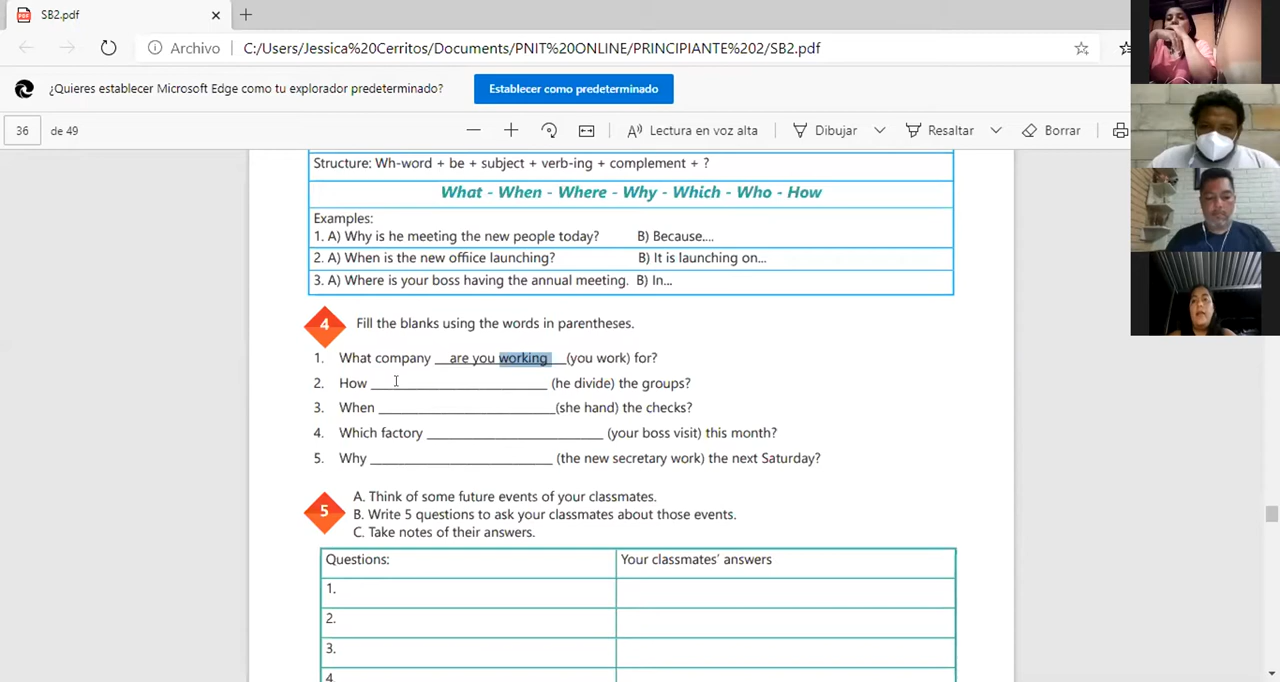 SB2.pdf
Archivo C:/Users/Jessica%20Cerritos/Documents/PNIT%20ONLINE/PRINCIPIANTE%202/SB2.pdf
¿Quieres establecer Microsoft Edge como tu explorador predeterminado? Establecer como predeterminado
36 de 49 Lectura en voz alta Dibujar Resaltar Borrar
Structure: Wh-word + be + subject + verb-ing + complement + ?
What - When - Where - Why - Which - Who - How
Examples:
1. A) Why is he meeting the new people today? B) Because....
2. A) When is the new office launching? B) It is launching on...
3. A) Where is your boss having the annual meeting. B) In...
4 Fill the blanks using the words in parentheses.
1. What company __are you working__(you work) for?
2. How ______________________ (he divide) the groups?
3. When ______________________(she hand) the checks?
4. Which factory ______________________ (your boss visit) this month?
5. Why ______________________ (the new secretary work) the next Saturday?
5 A. Think of some future events of your classmates.
B. Write 5 questions to ask your classmates about those events.
C. Take notes of their answers.
Questions: Your classmates' answers
1.
2.
3.
4.